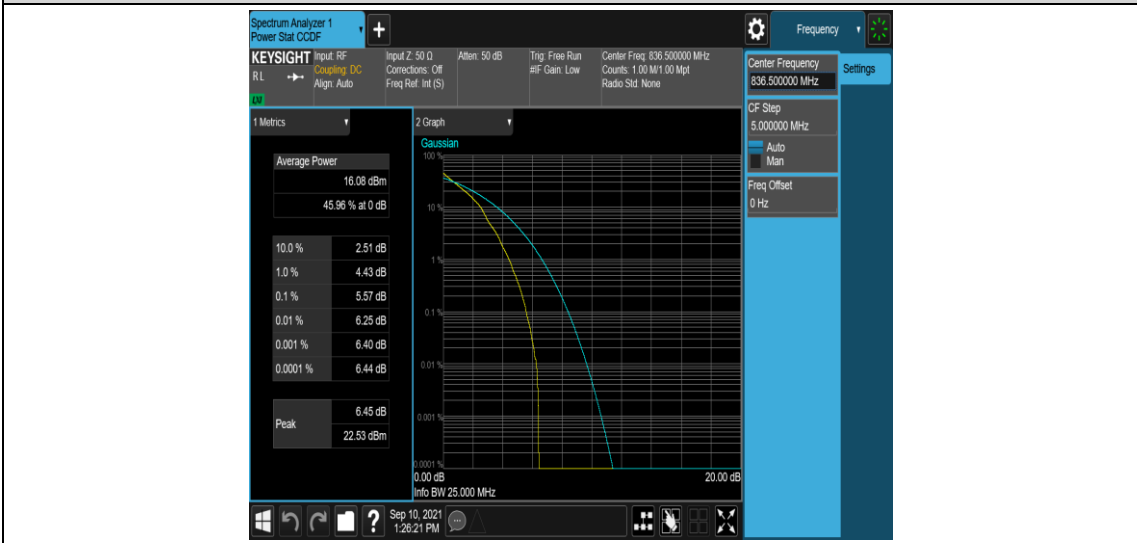 Spectrum Analyzer 1
Power Stat CCDF
+
Frequency
KEYSIGHT
RL
LXI
Input: RF
Coupling: DC
Align: Auto
Input Z: 50 Ω
Corrections: Off
Freq Ref: Int (S)
Atten: 50 dB
Trig: Free Run
#IF Gain: Low
Center Freq: 836.500000 MHz
Counts: 1.00 M/1.00 Mpt
Radio Std: None
Center Frequency
836.500000 MHz
Settings
CF Step
5.000000 MHz
Auto
Man
Freq Offset
0 Hz
1 Metrics
Average Power
16.08 dBm
45.96 % at 0 dB
10.0 % 2.51 dB
1.0 % 4.43 dB
0.1 % 5.57 dB
0.01 % 6.25 dB
0.001 % 6.40 dB
0.0001 % 6.44 dB
Peak 6.45 dB
22.53 dBm
2 Graph
Gaussian
100 %
10 %
1 %
0.1 %
0.01 %
0.001 %
0.0001 %
0.00 dB 20.00 dB
Info BW 25.000 MHz
?
Sep 10, 2021
1:26:21 PM